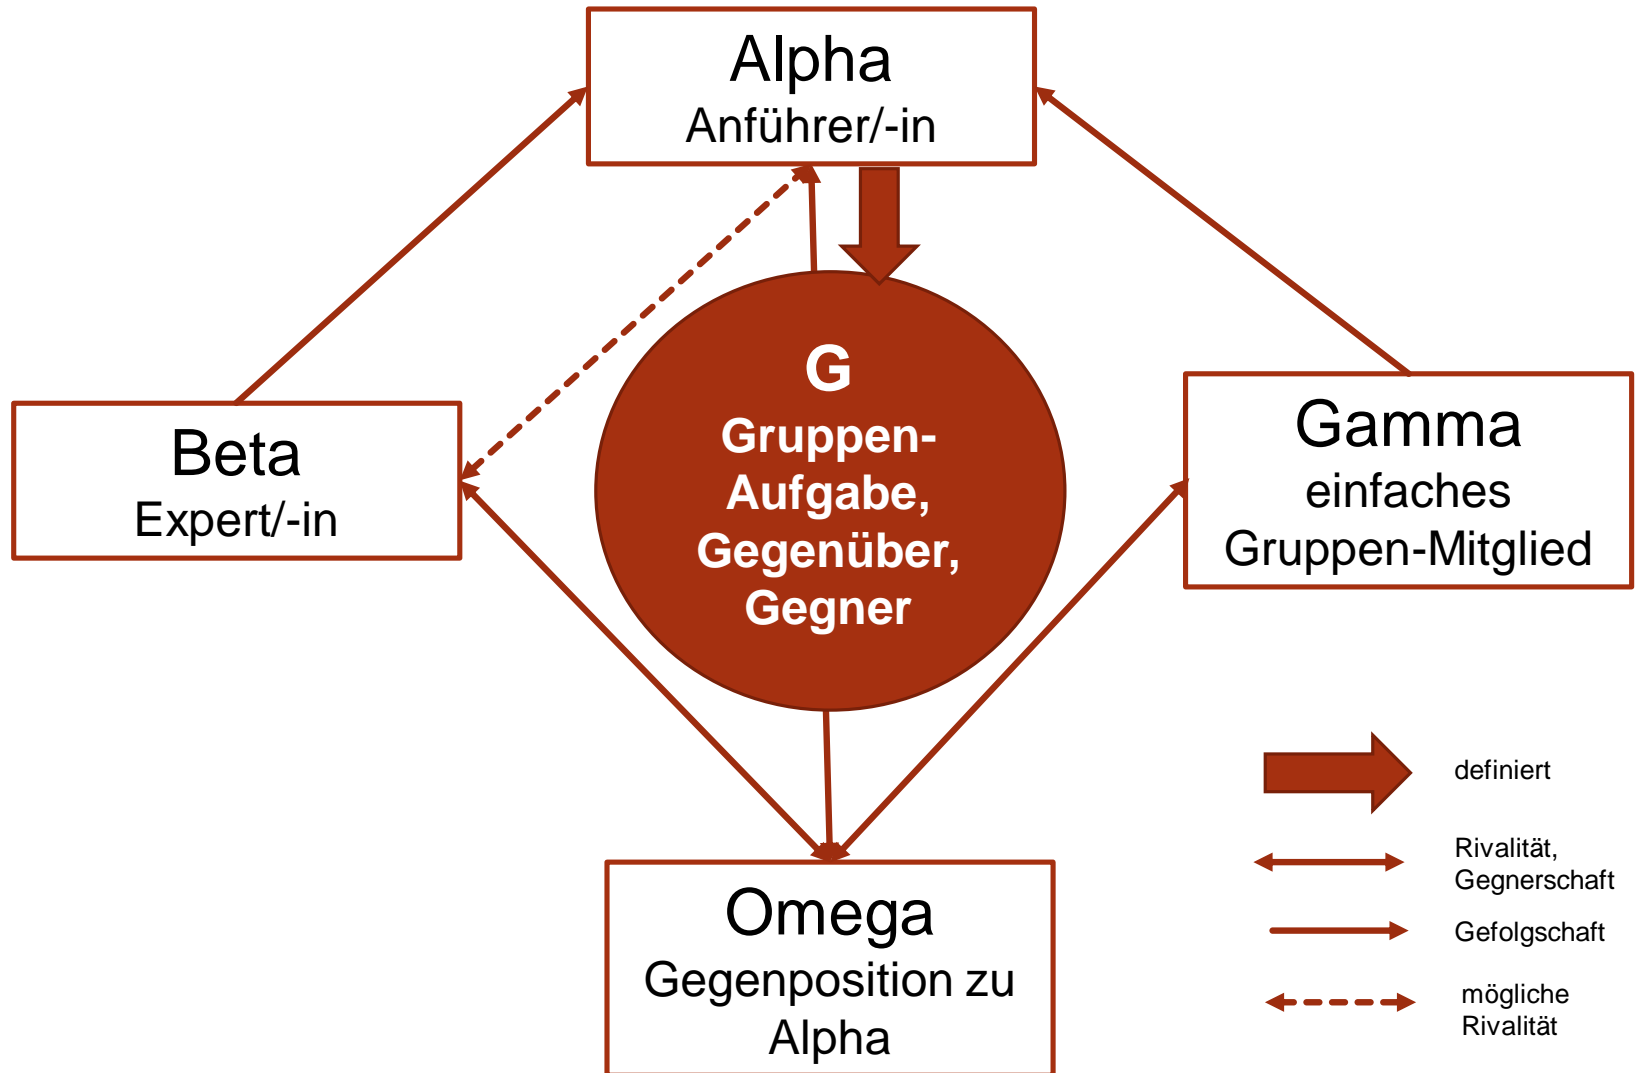 Alpha
Anführer/-in
G
Gruppen-
Aufgabe,
Gegenüber,
Gegner
Beta
Expert/-in
Gamma
einfaches
Gruppen-Mitglied
Omega
Gegenposition zu
Alpha
definiert
Rivalität,
Gegnerschaft
Gefolgschaft
mögliche
Rivalität